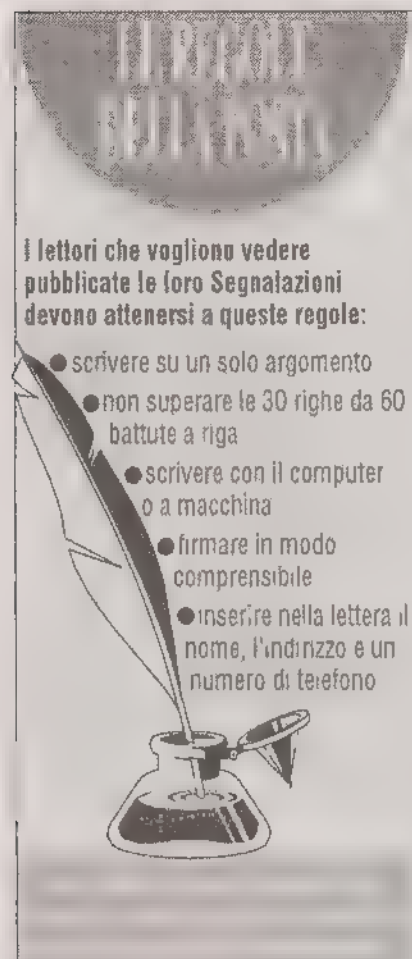 I lettori che vogliono vedere
pubblicate le loro Segnalazioni
devono attenersi a queste regole:
● scrivere su un solo argomento
● non superare le 30 righe da 60
battute a riga
● scrivere con il computer
o a macchina
● firmare in modo
comprensibile
● inserire nella lettera il
nome, l'indirizzo e un
numero di telefono